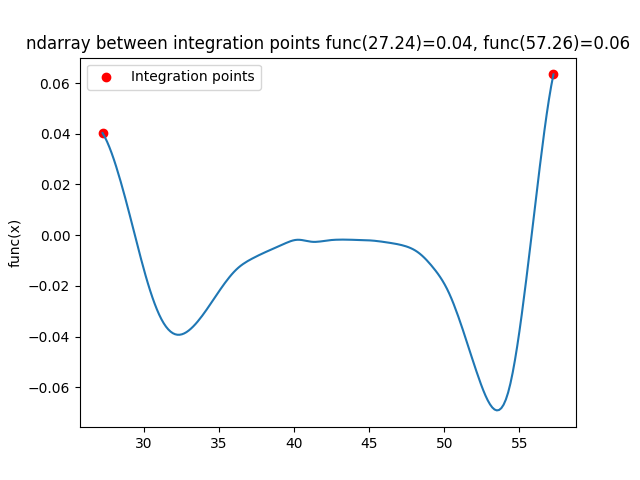 ndarray between integration points func(27.24)=0.04, func(57.26)=0.06
Integration points
0.06
0.04
0.02
0.00
−0.02
−0.04
−0.06
func(x)
30 35 40 45 50 55